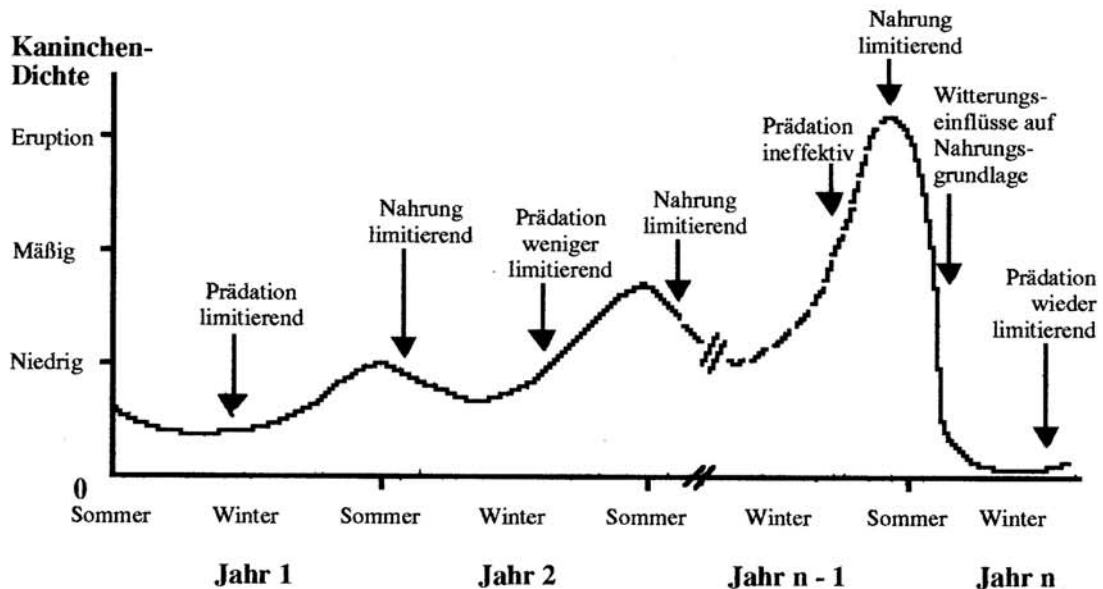 Kaninchen-
Dichte
Eruption
Mäßig
Niedrig
0
Prädation
limitierend
Nahrung
limitierend
Prädation
weniger
limitierend
Nahrung
limitierend
Prädation
ineffektiv
Nahrung
limitierend
Witterungs-
einflüsse auf
Nahrungs-
grundlage
Prädation
wieder
limitierend
Sommer Winter Sommer Winter Sommer Winter Sommer Winter
Jahr 1 Jahr 2 Jahr n - 1 Jahr n